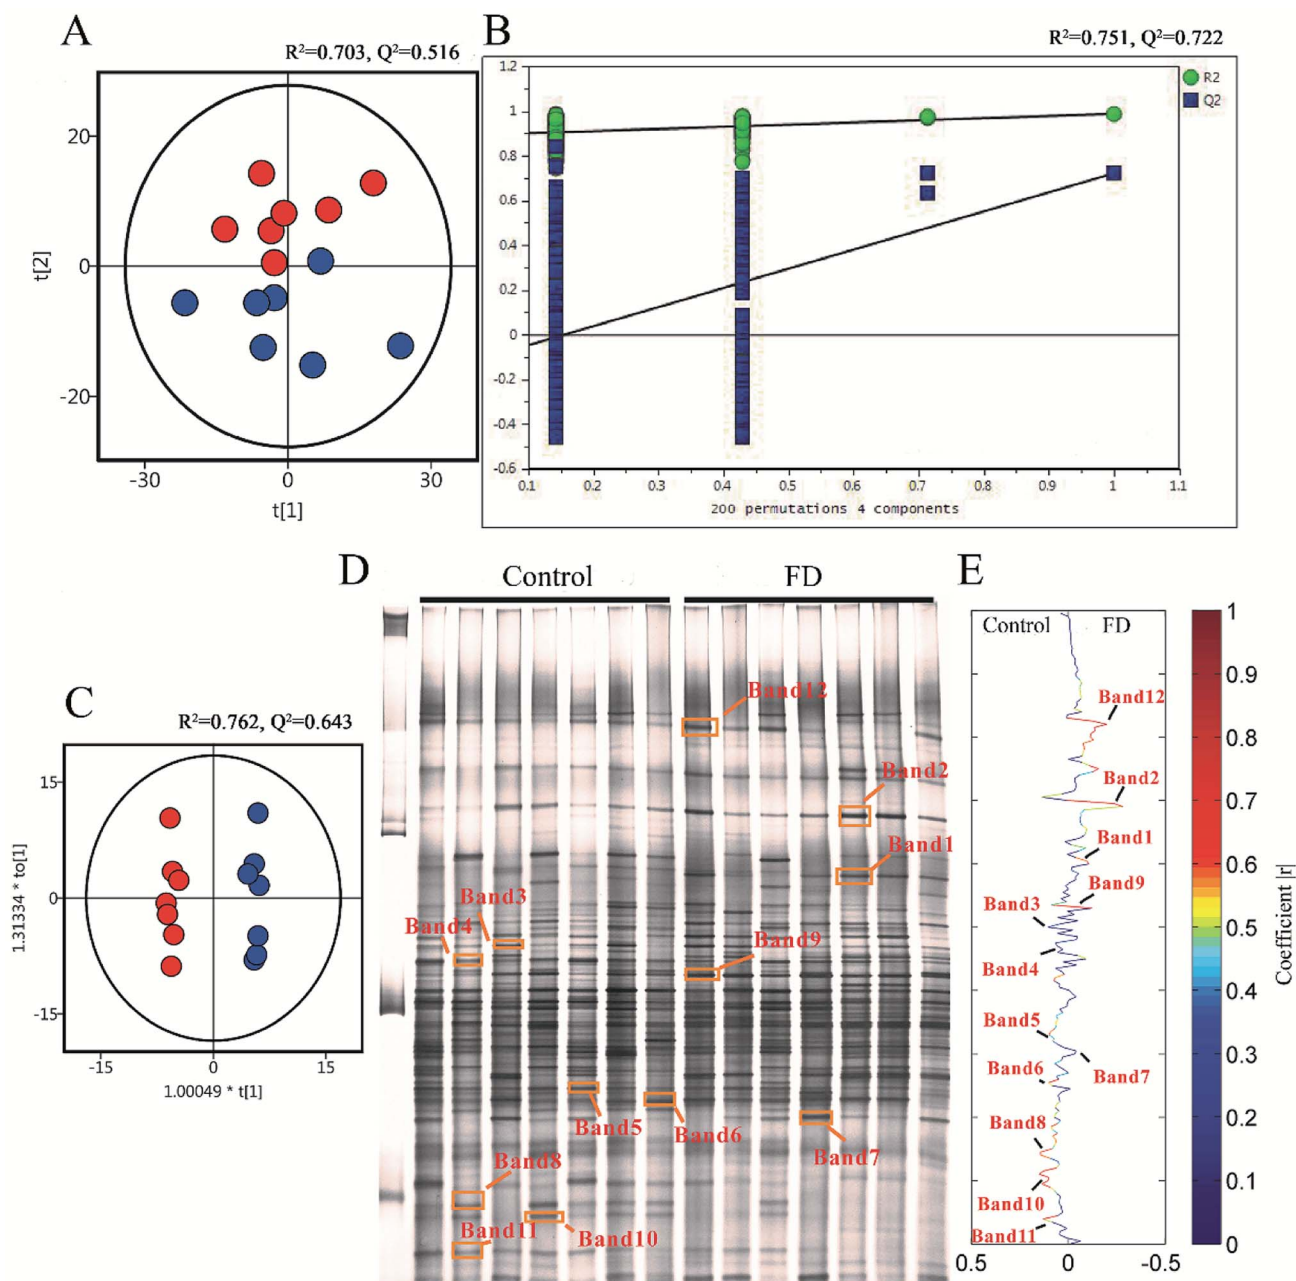 A
R²=0.703, Q²=0.516
20
0
-20
t[2]
-30
0
30
t[1]
B
R²=0.751, Q²=0.722
R2
Q2
1.2
1
0.8
0.6
0.4
0.2
0
-0.2
-0.4
-0.6
0.1
0.2
0.3
0.4
0.5
0.6
0.7
0.8
0.9
1
1.1
200 permutations 4 components
C
R²=0.762, Q²=0.643
15
0
-15
1.31334 * to[1]
-15
0
15
1.00049 * t[1]
D
Control
FD
Band12
Band2
Band1
Band3
Band4
Band9
Band5
Band6
Band7
Band8
Band11
Band10
E
Control
FD
Band12
Band2
Band1
Band9
Band3
Band4
Band5
Band7
Band6
Band8
Band10
Band11
0.5
0
-0.5
1
0.9
0.8
0.7
0.6
0.5
0.4
0.3
0.2
0.1
0
Coefficient |r|